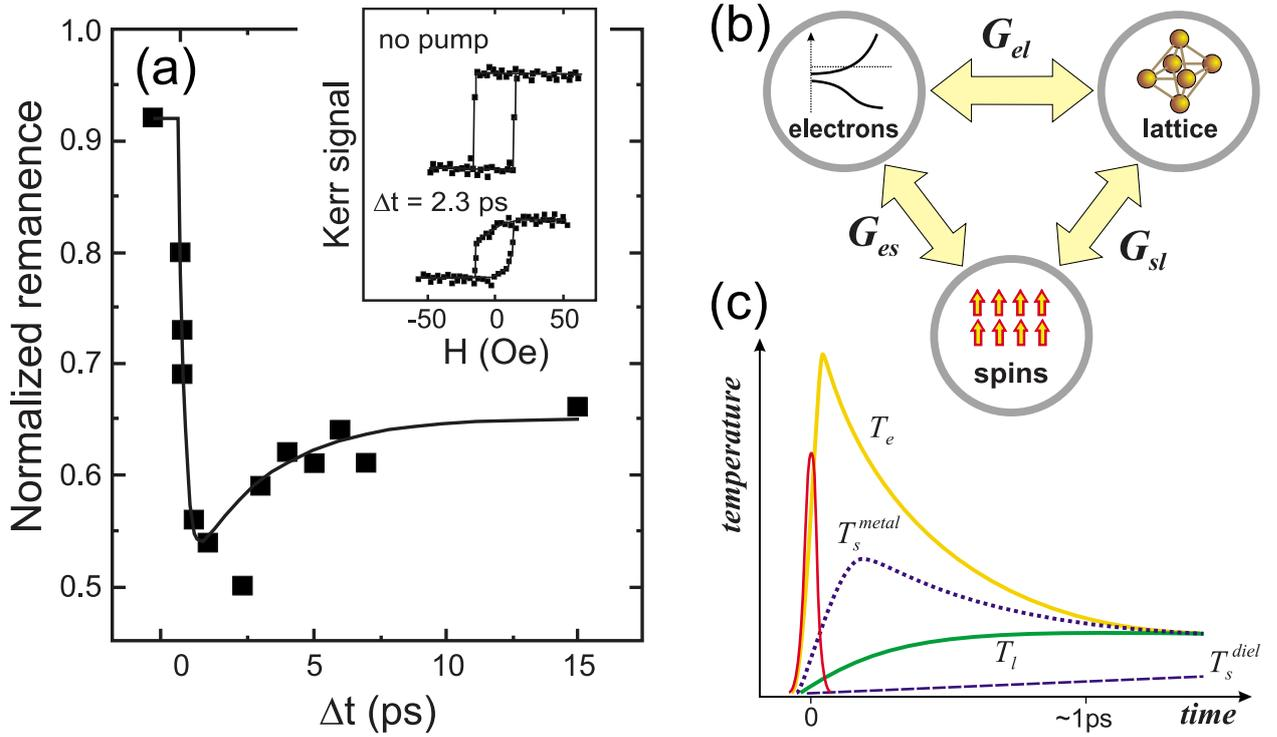 (a)
Normalized remanence
1.0
0.9
0.8
0.7
0.6
0.5
0 5 10 15
Δt (ps)
no pump
Δt = 2.3 ps
Kerr signal
-50 0 50
H (Oe)
(b)
electrons
G_el
lattice
G_es
G_sl
spins
(c)
temperature
T_e
T_s^metal
T_l
T_s^diel
0 ~1ps time